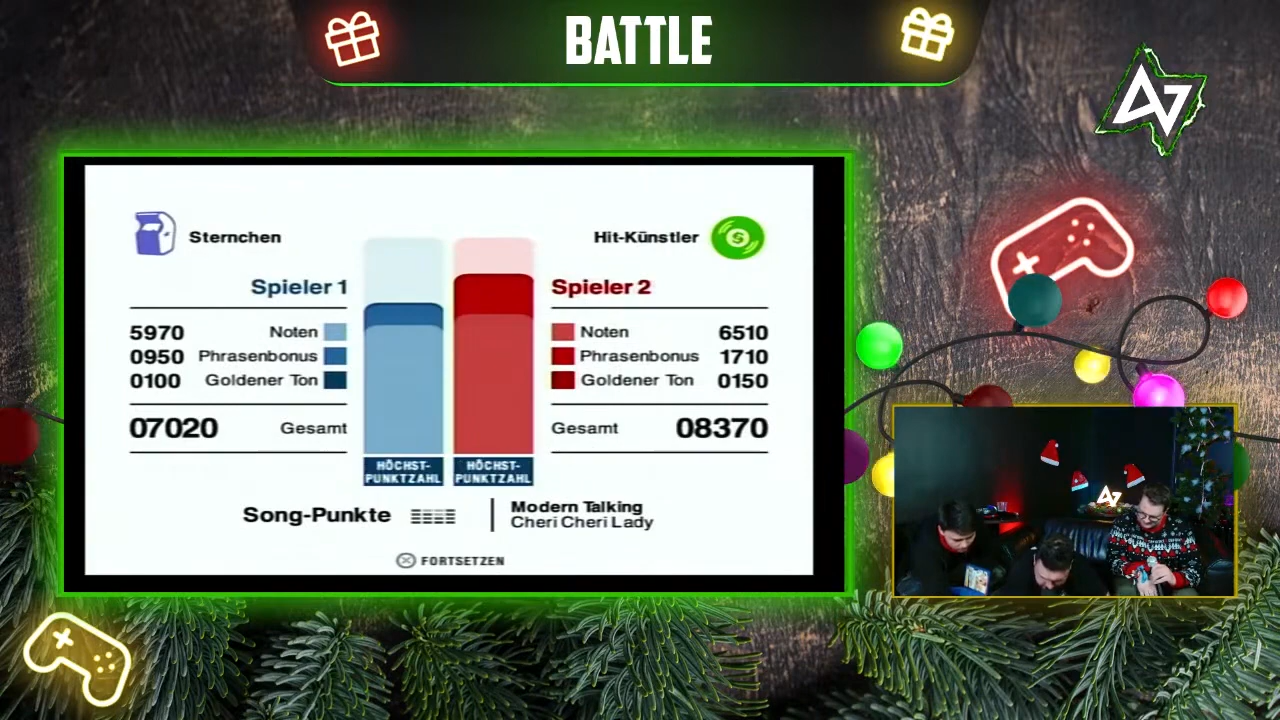 BATTLE
Sternchen
Hit-Künstler
Spieler 1
Spieler 2
5970 Noten
Noten 6510
0950 Phrasenbonus
Phrasenbonus 1710
0100 Goldener Ton
Goldener Ton 0150
07020 Gesamt
Gesamt 08370
HÖCHST-
PUNKTZAHL
HÖCHST-
PUNKTZAHL
Song-Punkte
Modern Talking
Cheri Cheri Lady
FORTSETZEN